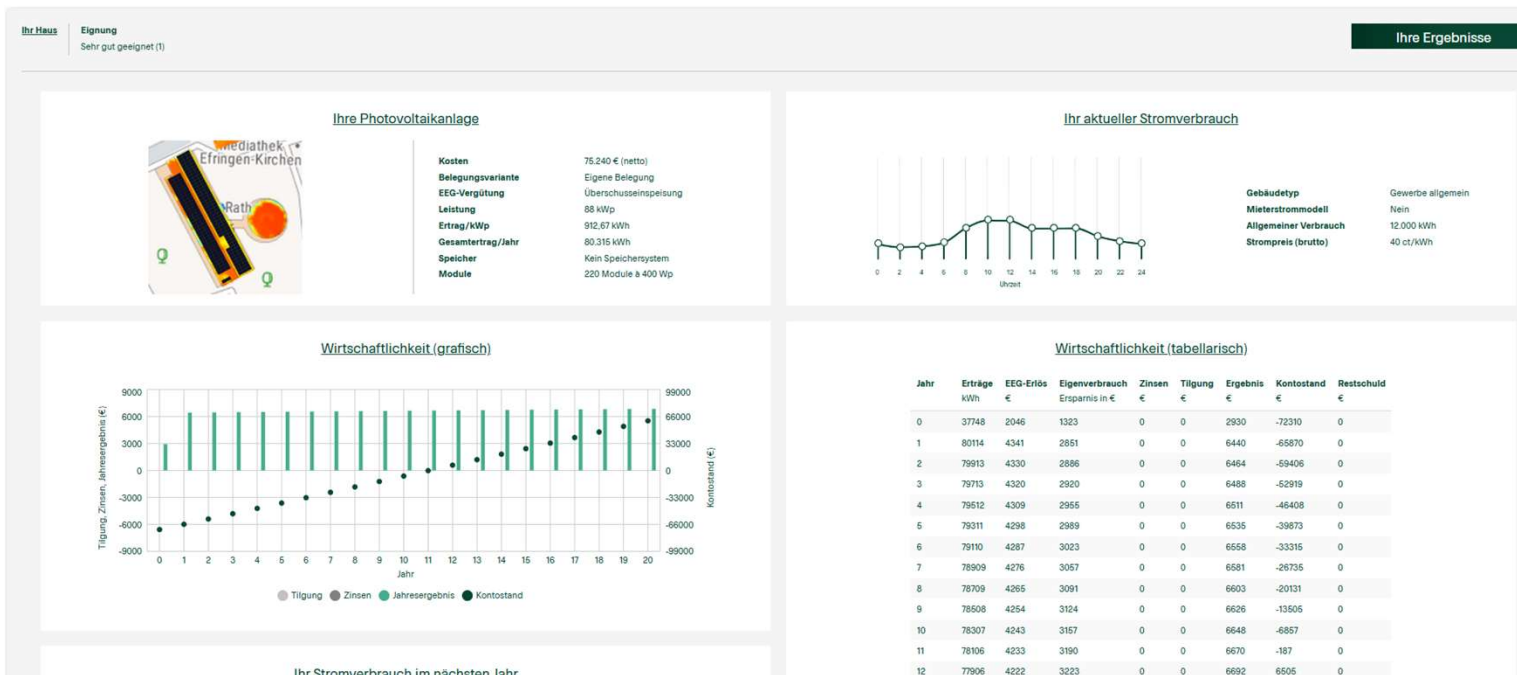 Ihr Haus
Eignung
Sehr gut geeignet (1)
Ihre Ergebnisse
Ihre Photovoltaikanlage
Mediathek
Efringen-Kirchen
Rath
Kosten 75.240 € (netto)
Belegungsvariante Eigene Belegung
EEG-Vergütung Überschusseinspeisung
Leistung 88 kWp
Ertrag/kWp 912,67 kWh
Gesamtertrag/Jahr 80.315 kWh
Speicher Kein Speichersystem
Module 220 Module à 400 Wp
Ihr aktueller Stromverbrauch
0 2 4 6 8 10 12 14 16 18 20 22 24
Uhrzeit
Gebäudetyp Gewerbe allgemein
Mieterstrommodell Nein
Allgemeiner Verbrauch 12.000 kWh
Strompreis (brutto) 40 ct/kWh
Wirtschaftlichkeit (grafisch)
Tilgung, Zinsen, Jahresergebnis (€)
9000 99000
6000 66000
3000 33000
0 0
-3000 -33000
-6000 -66000
-9000 -99000
Kontostand (€)
0 1 2 3 4 5 6 7 8 9 10 11 12 13 14 15 16 17 18 19 20
Jahr
Tilgung Zinsen Jahresergebnis Kontostand
Ihr Stromverbrauch im nächsten Jahr
Wirtschaftlichkeit (tabellarisch)
Jahr Erträge EEG-Erlös Eigenverbrauch Zinsen Tilgung Ergebnis Kontostand Restschuld
kWh € Ersparnis in € € € € € €
0 37748 2046 1323 0 0 2930 -72310 0
1 80114 4341 2851 0 0 6440 -65870 0
2 79913 4330 2886 0 0 6464 -59406 0
3 79713 4320 2920 0 0 6488 -52919 0
4 79512 4309 2955 0 0 6511 -46408 0
5 79311 4298 2989 0 0 6535 -39873 0
6 79110 4287 3023 0 0 6558 -33315 0
7 78909 4276 3057 0 0 6581 -26735 0
8 78709 4265 3091 0 0 6603 -20131 0
9 78508 4254 3124 0 0 6626 -13505 0
10 78307 4243 3157 0 0 6648 -6857 0
11 78106 4233 3190 0 0 6670 -187 0
12 77906 4222 3223 0 0 6692 6505 0